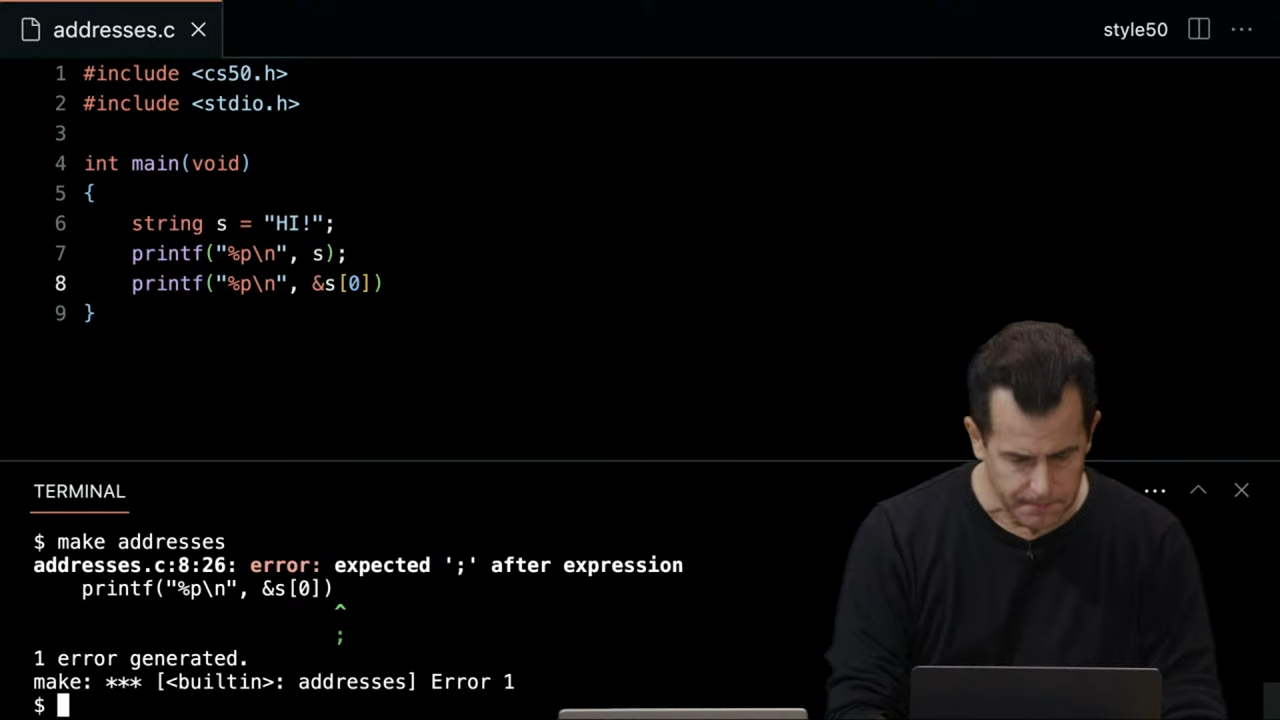 addresses.c
style50
1 #include <cs50.h>
2 #include <stdio.h>
3
4 int main(void)
5 {
6     string s = "HI!";
7     printf("%p\n", s);
8     printf("%p\n", &s[0])
9 }
TERMINAL
$ make addresses
addresses.c:8:26: error: expected ';' after expression
    printf("%p\n", &s[0])
                         ^
                         ;
1 error generated.
make: *** [<builtin>: addresses] Error 1
$